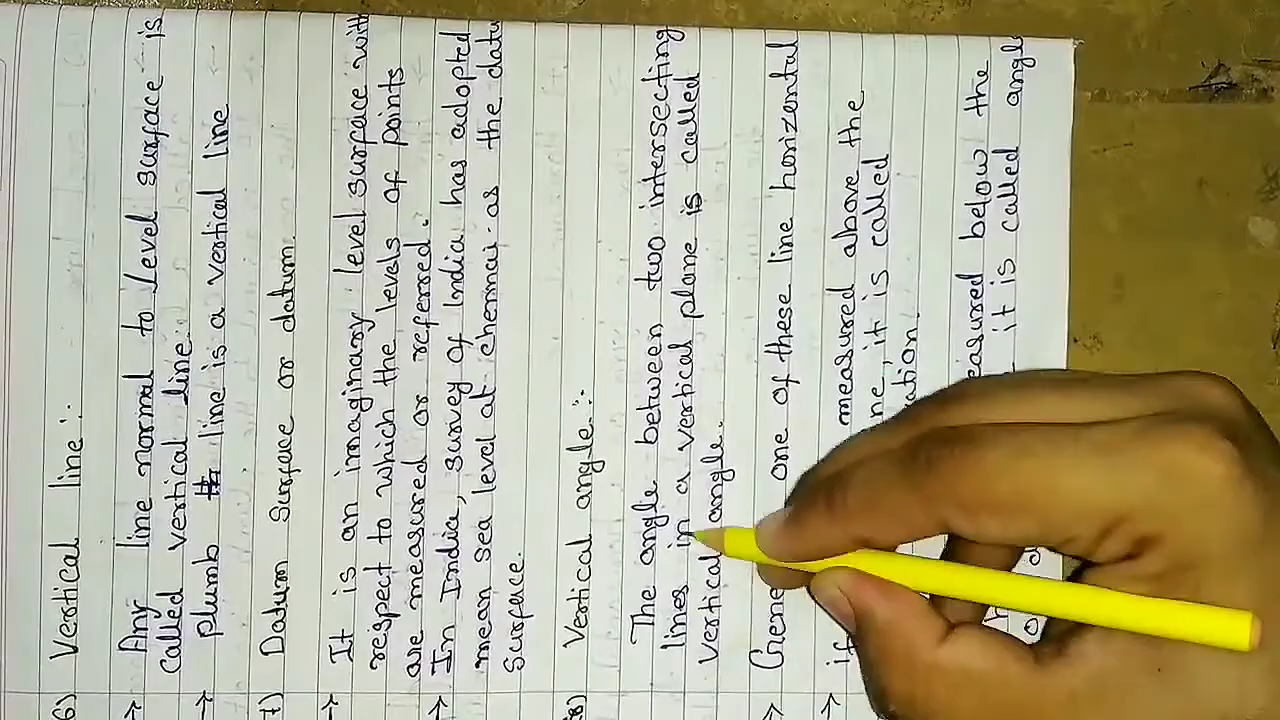 6) Vertical line:
→ Any line normal to Level surface is
called vertical line.
→ plumb line is a vertical line
7) Datum Surface or datum.
→ It is an imaginary level surface with
respect to which the levels of points
are measured or referred.
→ In India, survey of India has adopted
mean sea level at chennai as the datu
Surface.
8) Vertical angle:
The angle between two intersecting
lines in a vertical plane is called
vertical angle.
→ one of these line horizontal
→ if measured above the
it is called
below the
it is called angle